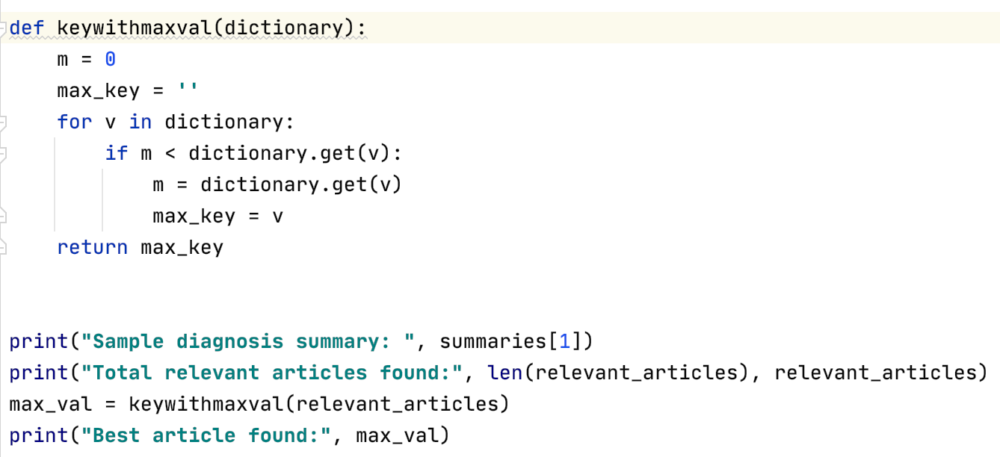 def keywithmaxval(dictionary):
    m = 0
    max_key = ''
    for v in dictionary:
        if m < dictionary.get(v):
            m = dictionary.get(v)
            max_key = v
    return max_key
print("Sample diagnosis summary: ", summaries[1])
print("Total relevant articles found:", len(relevant_articles), relevant_articles)
max_val = keywithmaxval(relevant_articles)
print("Best article found:", max_val)